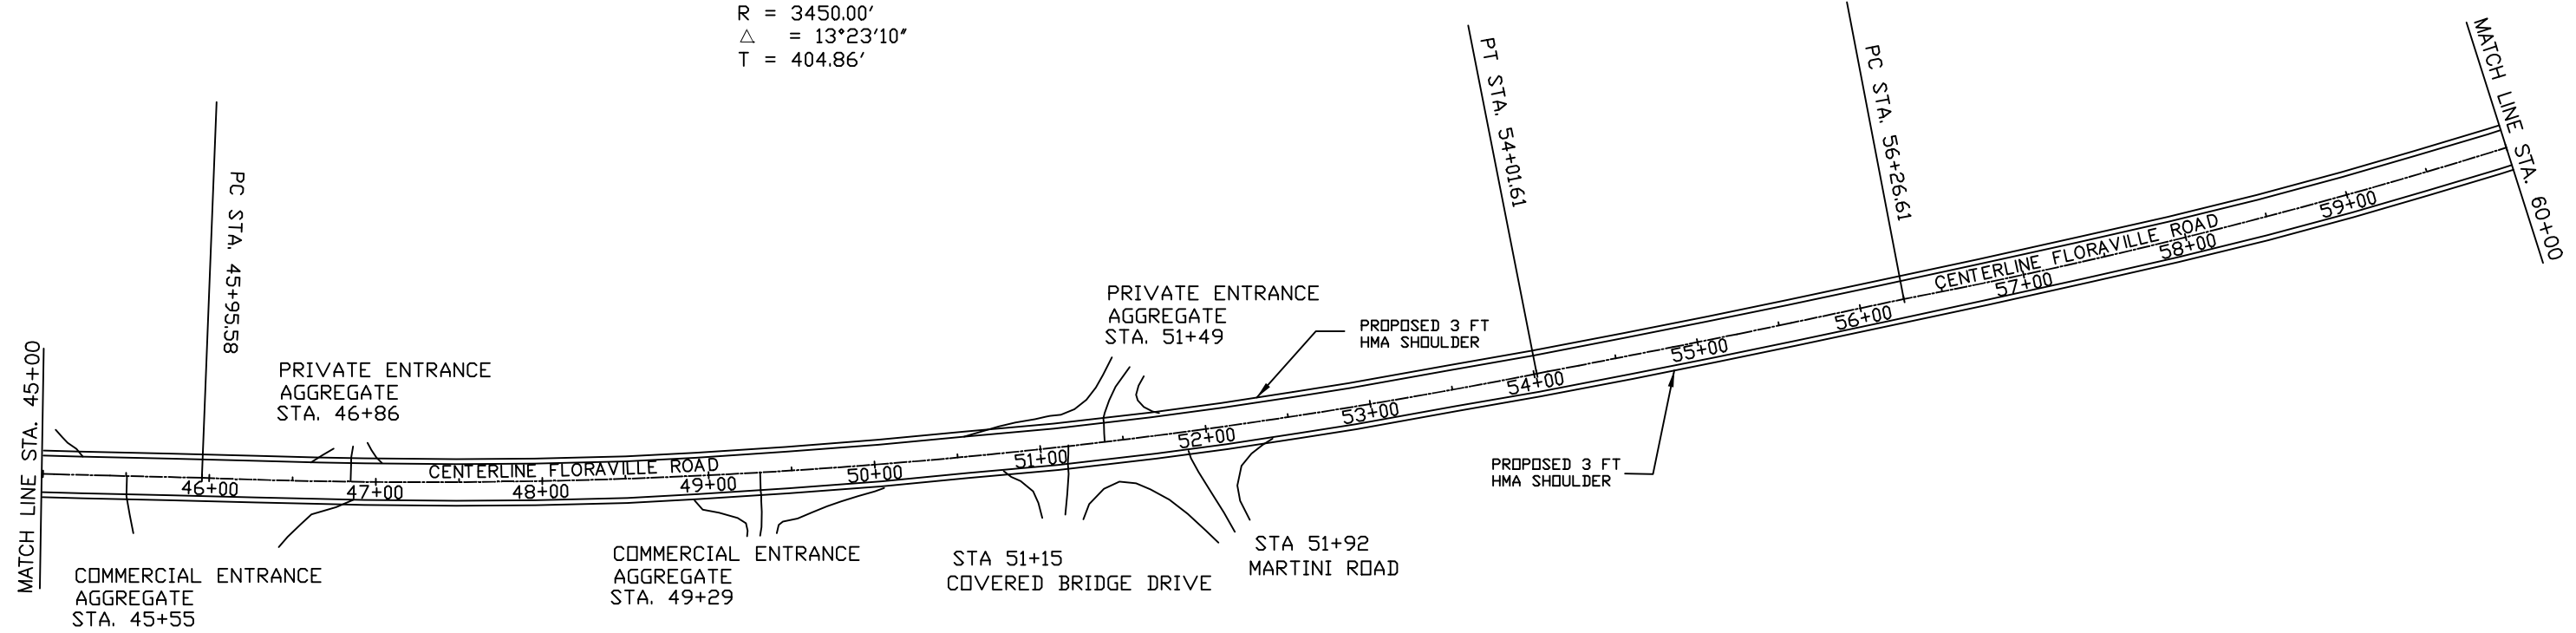 R = 3450.00'
△ = 13°23'10"
T = 404.86'
PC STA. 45+95.58
PT STA. 54+01.61
PC STA. 56+26.61
MATCH LINE STA. 60+00
MATCH LINE STA. 45+00
PRIVATE ENTRANCE
AGGREGATE
STA. 46+86
PRIVATE ENTRANCE
AGGREGATE
STA. 51+49
PROPOSED 3 FT
HMA SHOULDER
CENTERLINE FLORAVILLE ROAD
CENTERLINE FLORAVILLE ROAD
46+00
47+00
48+00
49+00
50+00
51+00
52+00
53+00
54+00
55+00
56+00
57+00
58+00
59+00
PROPOSED 3 FT
HMA SHOULDER
COMMERCIAL ENTRANCE
AGGREGATE
STA. 45+55
COMMERCIAL ENTRANCE
AGGREGATE
STA. 49+29
STA 51+15
COVERED BRIDGE DRIVE
STA 51+92
MARTINI ROAD